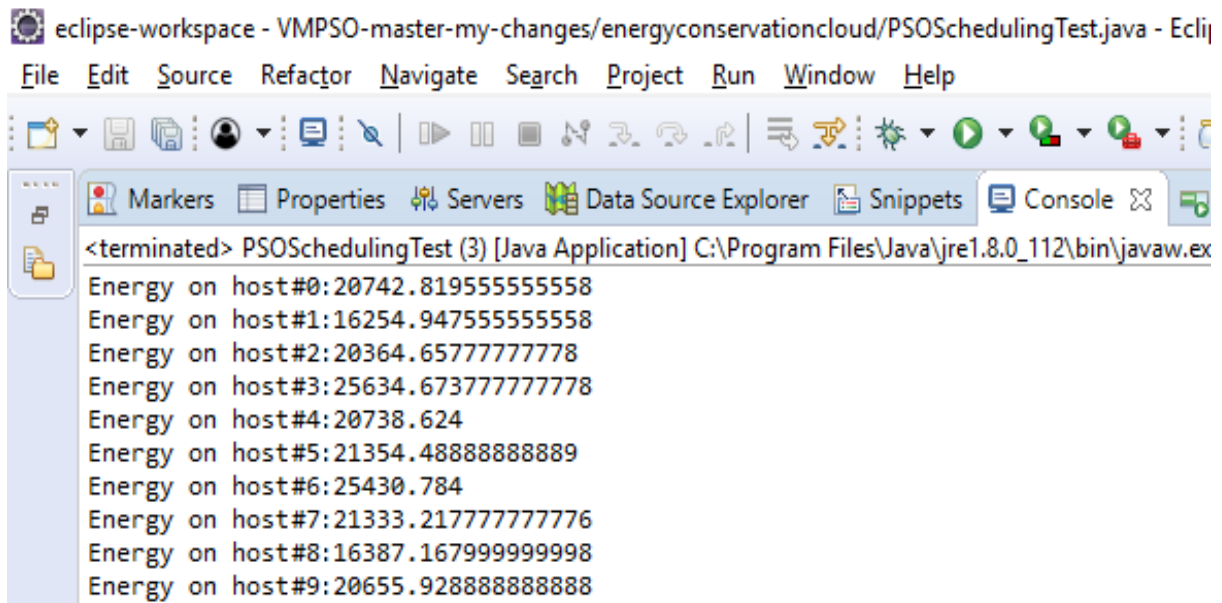 eclipse-workspace - VMPSO-master-my-changes/energyconservationcloud/PSOSchedulingTest.java - Eclip
File Edit Source Refactor Navigate Search Project Run Window Help
Markers Properties Servers Data Source Explorer Snippets Console
<terminated> PSOSchedulingTest (3) [Java Application] C:\Program Files\Java\jre1.8.0_112\bin\javaw.ex
Energy on host#0:20742.819555555558
Energy on host#1:16254.947555555558
Energy on host#2:20364.65777777778
Energy on host#3:25634.673777777778
Energy on host#4:20738.624
Energy on host#5:21354.48888888889
Energy on host#6:25430.784
Energy on host#7:21333.217777777776
Energy on host#8:16387.167999999998
Energy on host#9:20655.928888888888